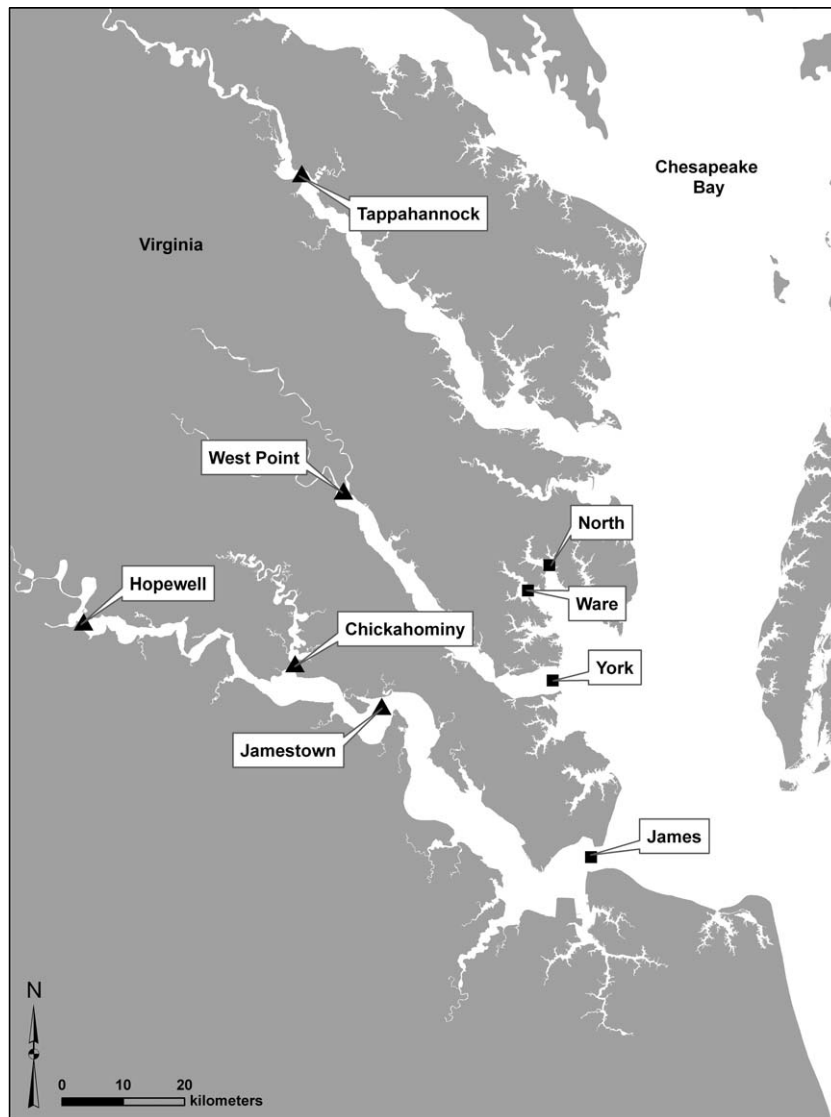 Chesapeake
Bay
Tappahannock
Virginia
West Point
North
Hopewell
Ware
Chickahominy
York
Jamestown
James
N
0 10 20
kilometers